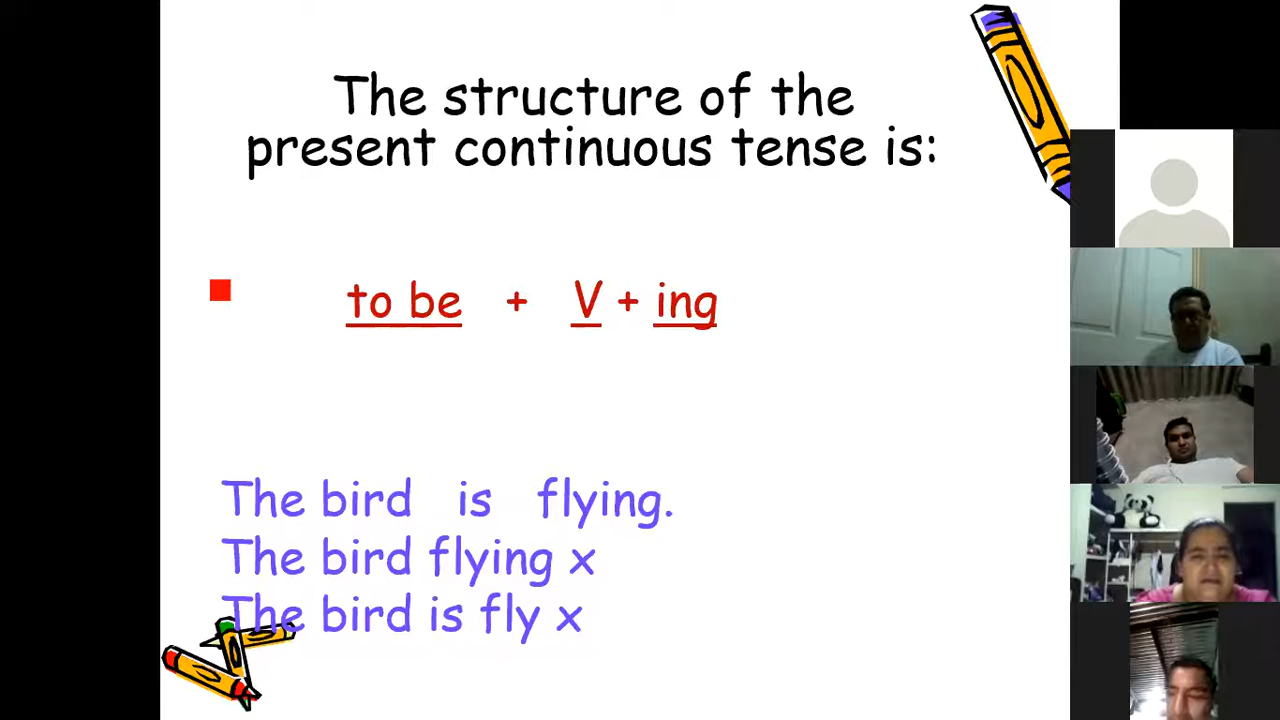 The structure of the
present continuous tense is:
to be + V + ing
The bird is flying.
The bird flying x
The bird is fly x